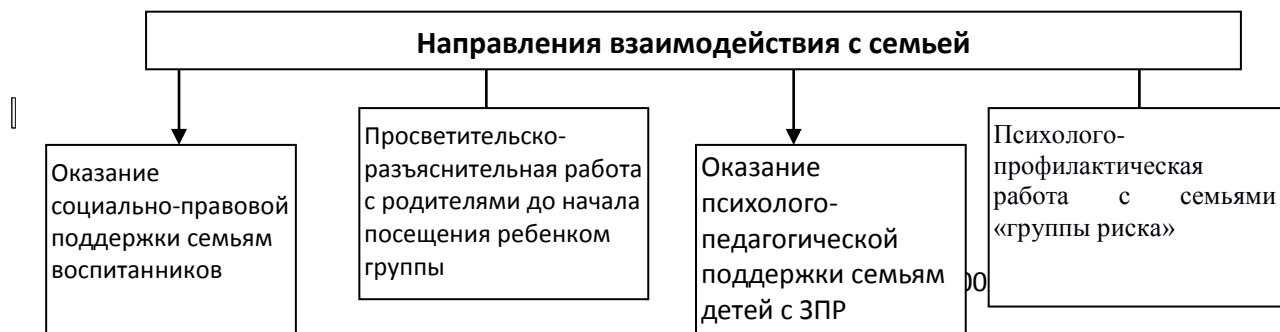 Направления взаимодействия с семьей
Оказание
социально-правовой
поддержки семьям
воспитанников
Просветительско-
разъяснительная работа
с родителями до начала
посещения ребенком
группы
Оказание
психолого-
педагогической
поддержки семьям
детей с ЗПР
Психолого-
профилактическая
работа с семьями
«группы риска»